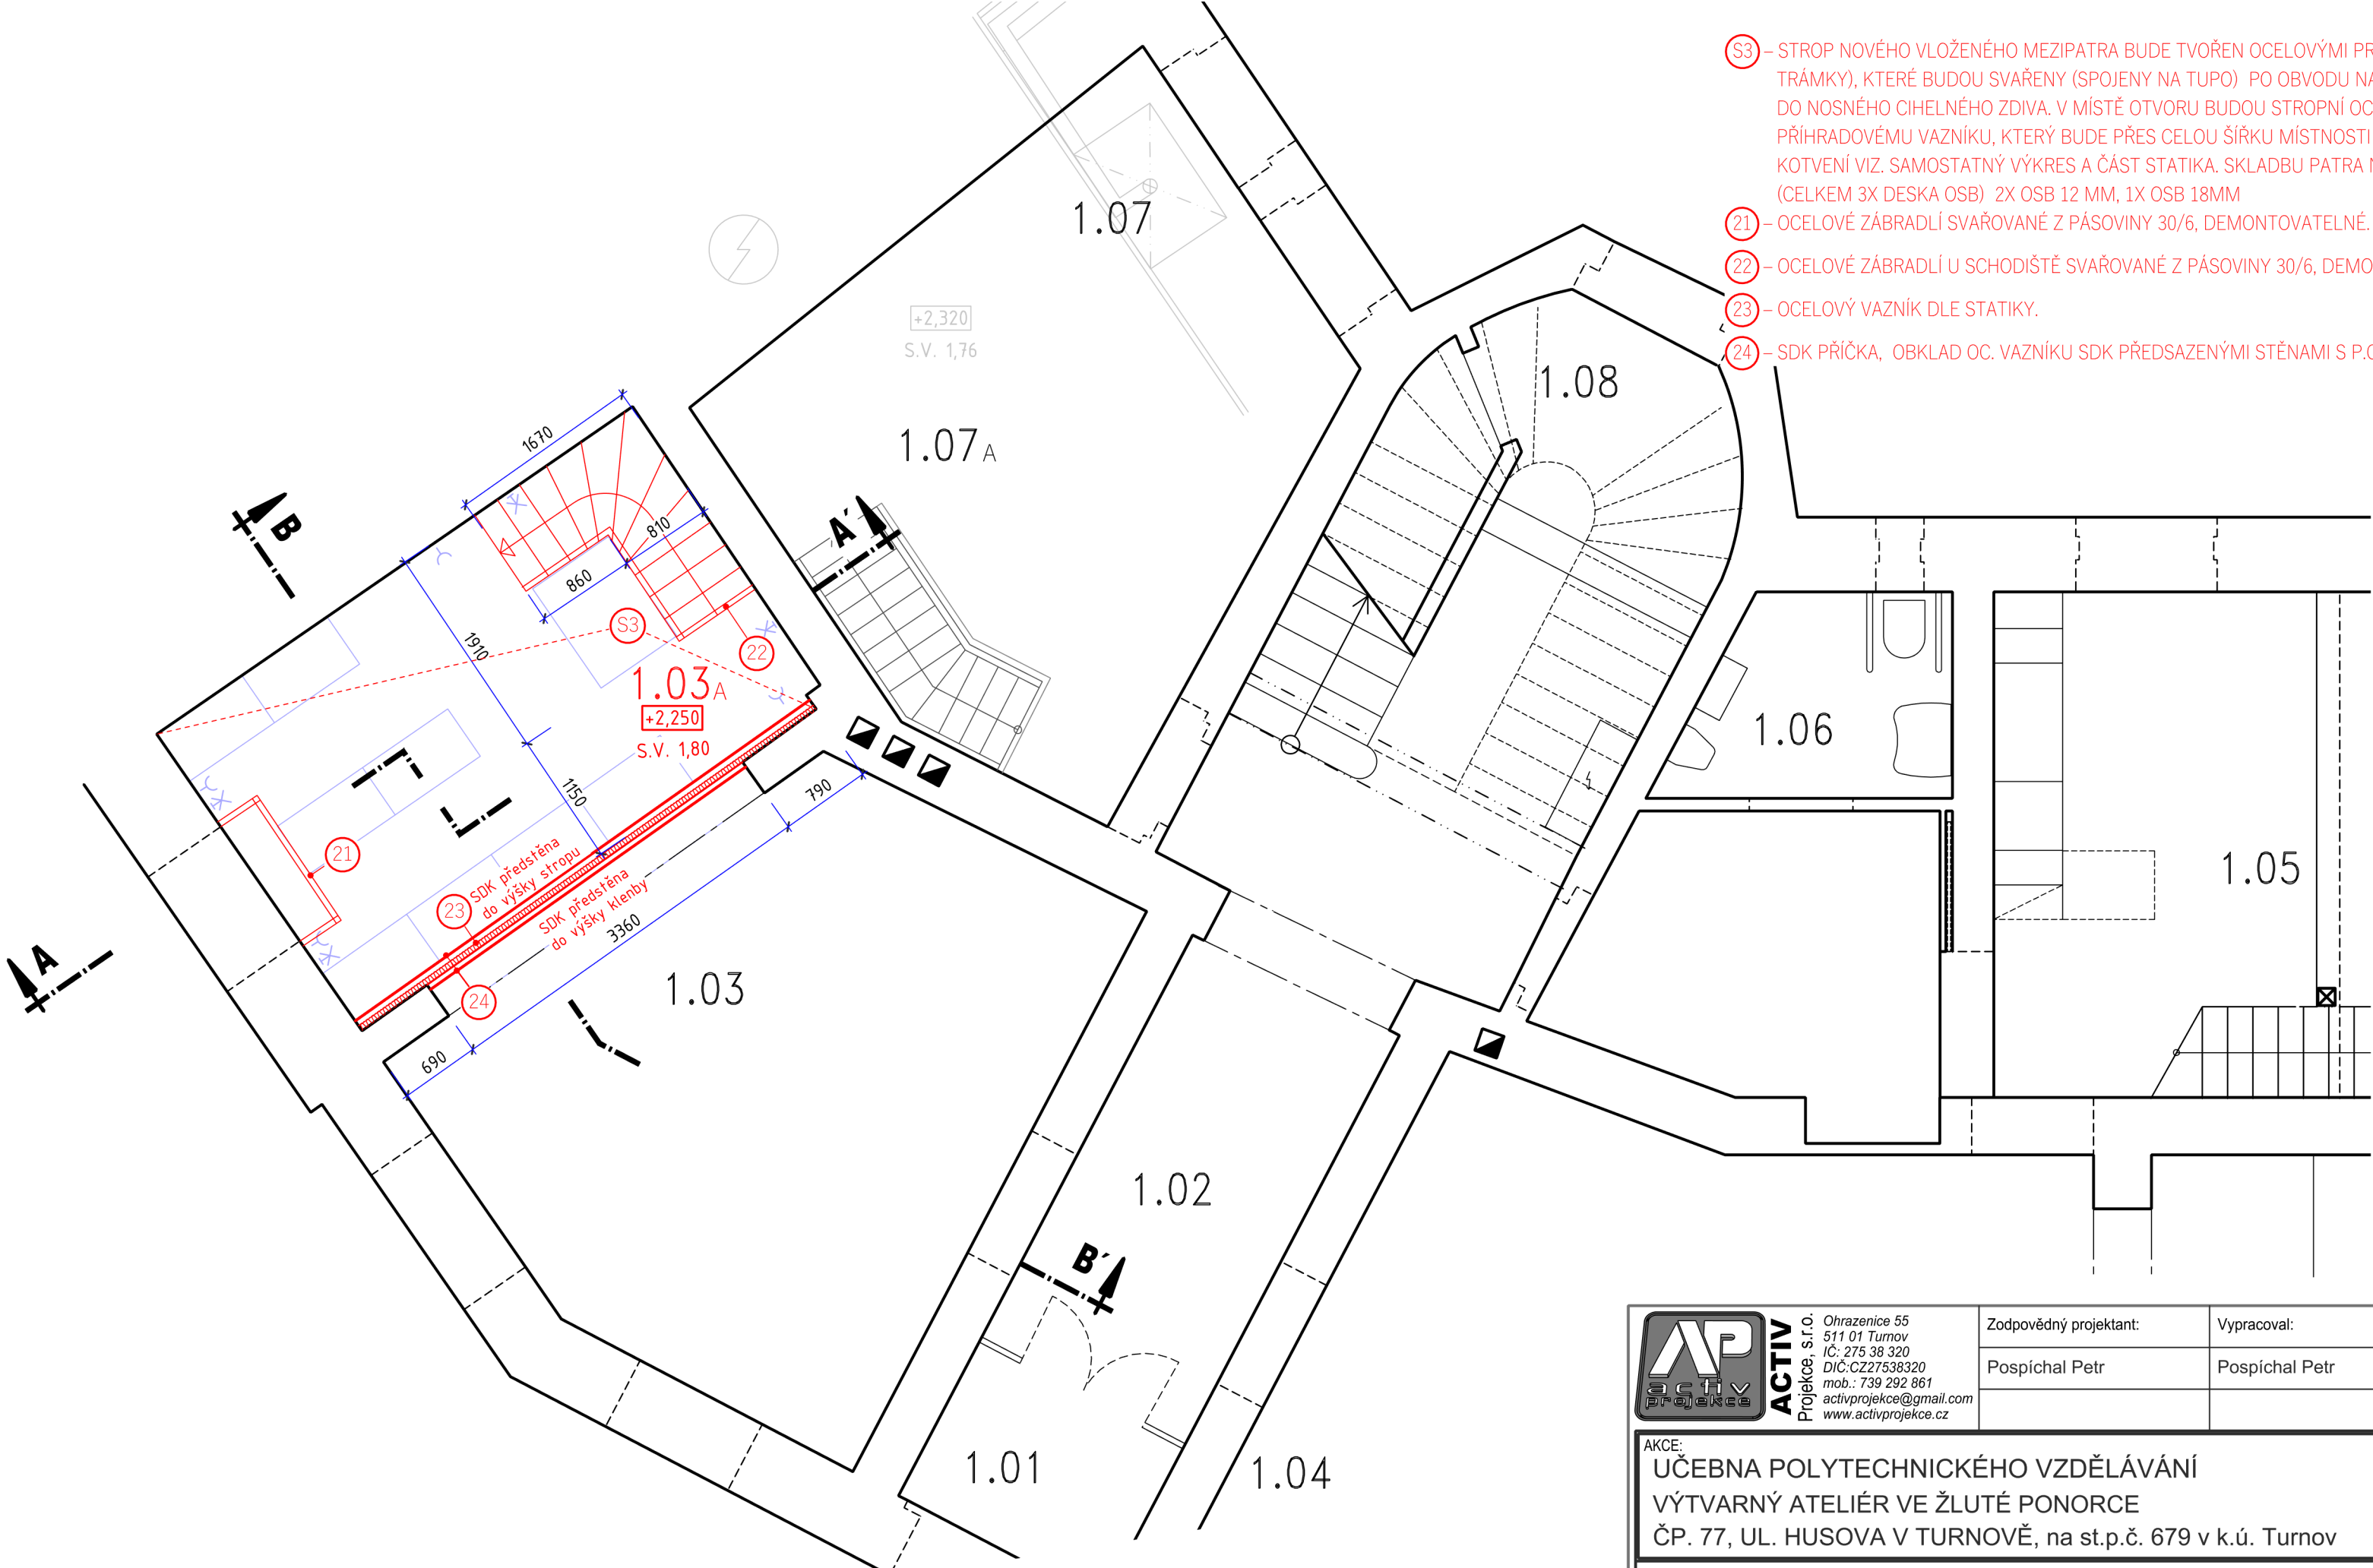 S3 – STROP NOVÉHO VLOŽENÉHO MEZIPATRA BUDE TVOŘEN OCELOVÝMI PR
TRÁMKY), KTERÉ BUDOU SVAŘENY (SPOJENY NA TUPO) PO OBVODU NA
DO NOSNÉHO CIHELNÉHO ZDIVA. V MÍSTĚ OTVORU BUDOU STROPNÍ OC
PŘÍHRADOVÉMU VAZNÍKU, KTERÝ BUDE PŘES CELOU ŠÍŘKU MÍSTNOSTI
KOTVENÍ VIZ. SAMOSTATNÝ VÝKRES A ČÁST STATIKA. SKLADBU PATRA
(CELKEM 3X DESKA OSB) 2X OSB 12 MM, 1X OSB 18MM
21 – OCELOVÉ ZÁBRADLÍ SVAŘOVANÉ Z PÁSOVINY 30/6, DEMONTOVATELNÉ.
22 – OCELOVÉ ZÁBRADLÍ U SCHODIŠTĚ SVAŘOVANÉ Z PÁSOVINY 30/6, DEMO
23 – OCELOVÝ VAZNÍK DLE STATIKY.
24 – SDK PŘÍČKA, OBKLAD OC. VAZNÍKU SDK PŘEDSAZENÝMI STĚNAMI S P.O
1.07
+2,320
S.V. 1,76
1.07A
1.08
1670
810
860
1910
1150
B
A´
S3
22
1.03A
+2,250
S.V. 1,80
790
21
23
SDK předstěna
do výšky stropu
SDK předstěna
do výšky klenby
3360
24
690
A
1.03
1.06
1.05
1.02
B´
1.01
1.04
AP
activ
projekce
ACTIV
Projekce, s.r.o.
Ohrazenice 55
511 01 Turnov
IČ: 275 38 320
DIČ:CZ27538320
mob.: 739 292 861
activprojekce@gmail.com
www.activprojekce.cz
Zodpovědný projektant:
Vypracoval:
Pospíchal Petr
Pospíchal Petr
AKCE:
UČEBNA POLYTECHNICKÉHO VZDĚLÁVÁNÍ
VÝTVARNÝ ATELIÉR VE ŽLUTÉ PONORCE
ČP. 77, UL. HUSOVA V TURNOVĚ, na st.p.č. 679 v k.ú. Turnov